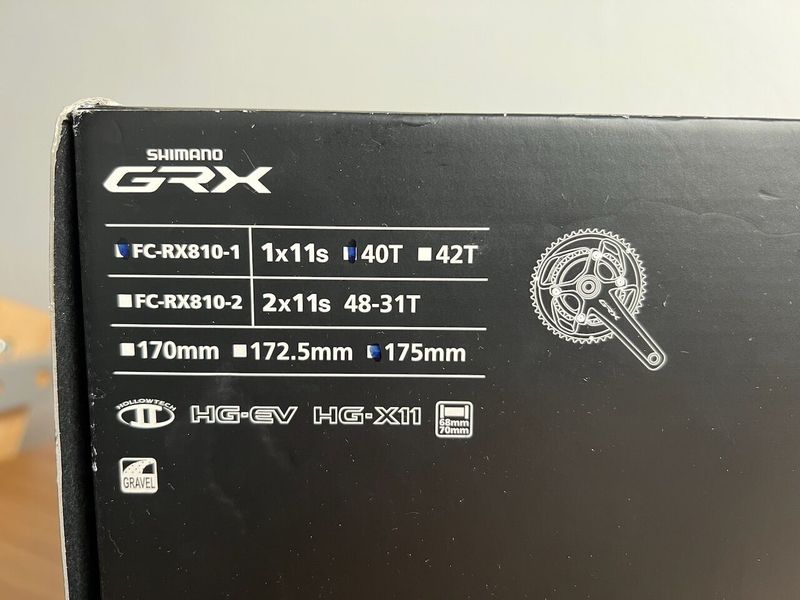 SHIMANO
GRX
FC-RX810-1 1x11s 40T 42T
FC-RX810-2 2x11s 48-31T
170mm 172.5mm 175mm
HOLLOWTECH II HG-EV HG-X11 68mm
70mm
GRAVEL